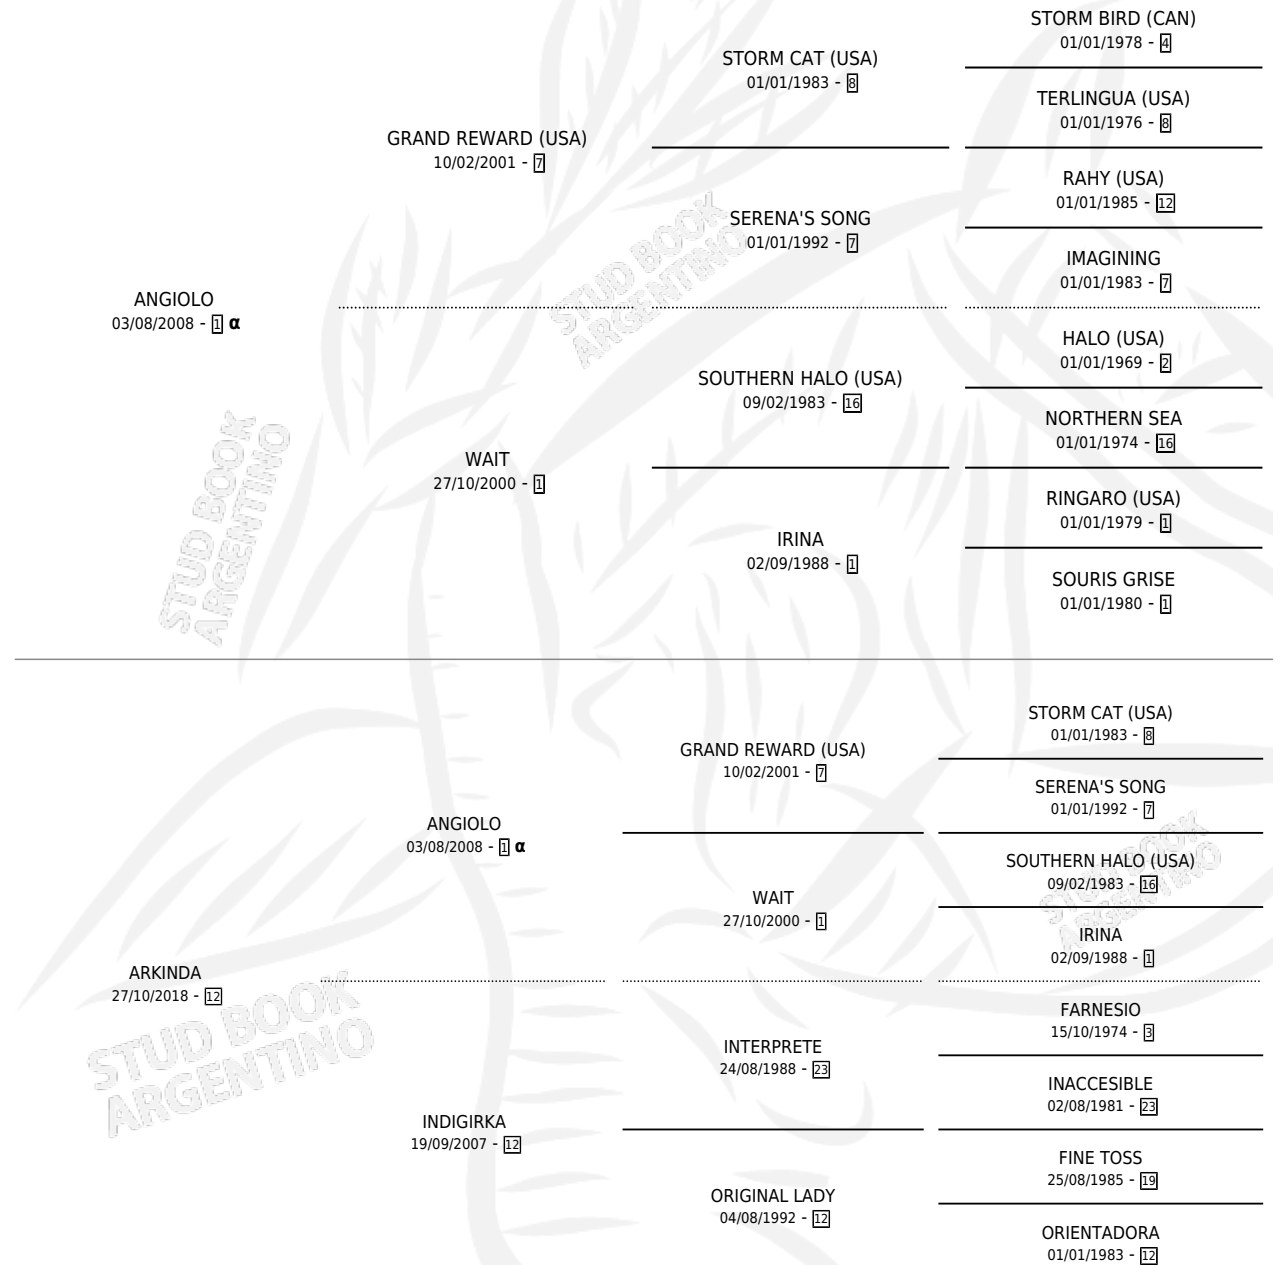 STORM BIRD (CAN)
01/01/1978 - 4
STORM CAT (USA)
01/01/1983 - 8
TERLINGUA (USA)
01/01/1976 - 8
GRAND REWARD (USA)
10/02/2001 - 7
RAHY (USA)
01/01/1985 - 12
SERENA'S SONG
01/01/1992 - 7
IMAGINING
01/01/1983 - 7
ANGIOLO
03/08/2008 - 1 α
HALO (USA)
01/01/1969 - 2
SOUTHERN HALO (USA)
09/02/1983 - 16
NORTHERN SEA
01/01/1974 - 16
WAIT
27/10/2000 - 1
RINGARO (USA)
01/01/1979 - 1
IRINA
02/09/1988 - 1
SOURIS GRISE
01/01/1980 - 1
STUD BOOK
ARGENTINO
STUD BOOK
ARGENTINO
STORM CAT (USA)
01/01/1983 - 8
GRAND REWARD (USA)
10/02/2001 - 7
SERENA'S SONG
01/01/1992 - 7
ANGIOLO
03/08/2008 - 1 α
SOUTHERN HALO (USA)
09/02/1983 - 16
WAIT
27/10/2000 - 1
IRINA
02/09/1988 - 1
ARKINDA
27/10/2018 - 12
FARNESIO
15/10/1974 - 3
INTERPRETE
24/08/1988 - 23
INACCESIBLE
02/08/1981 - 23
INDIGIRKA
19/09/2007 - 12
FINE TOSS
25/08/1985 - 19
ORIGINAL LADY
04/08/1992 - 12
ORIENTADORA
01/01/1983 - 12
STUD BOOK
ARGENTINO
STUD BOOK
ARGENTINO